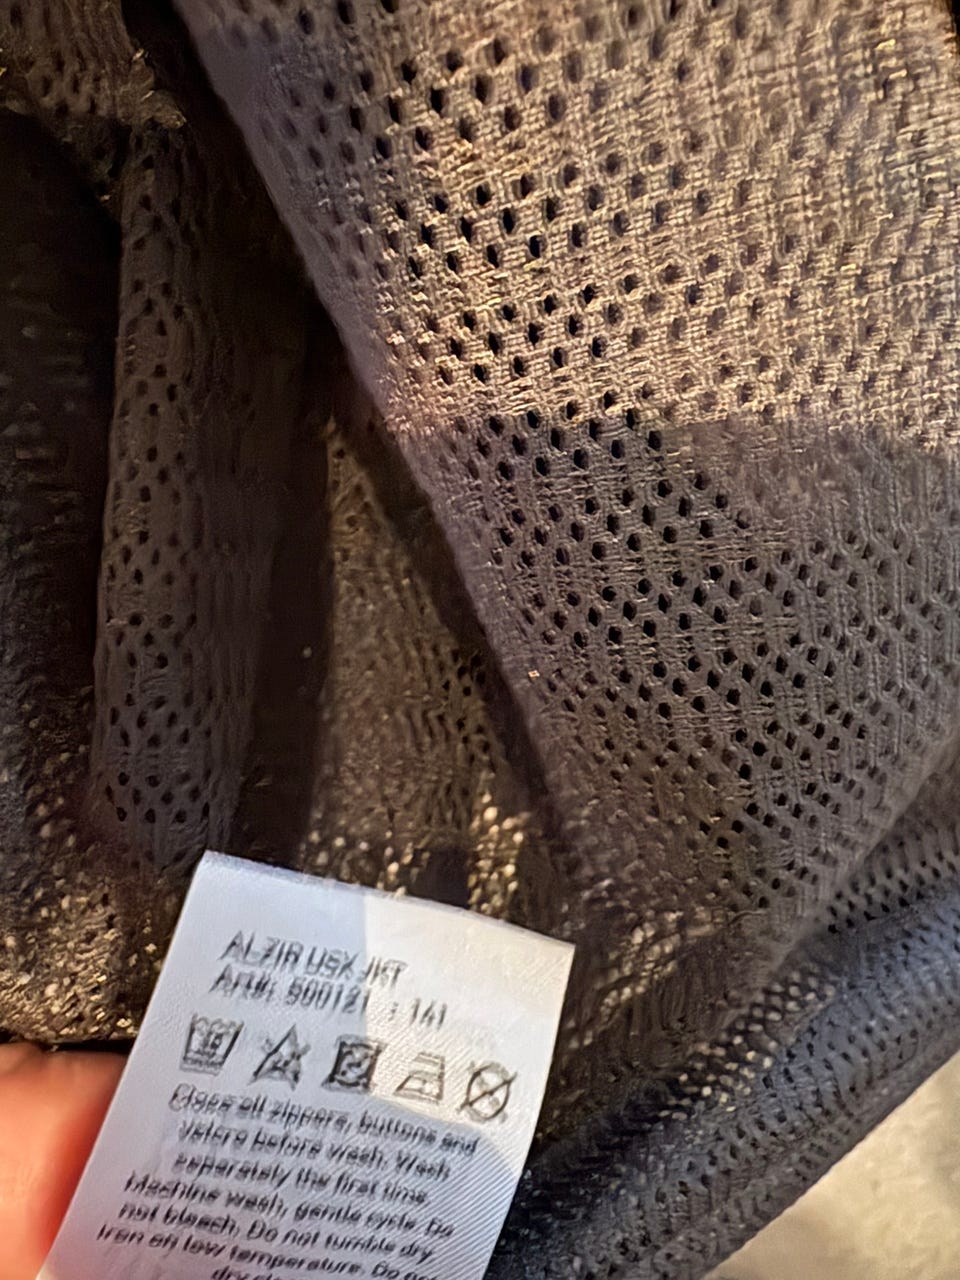 ALZIR USX JKT
Art#: 500121 : 141
Close all zippers, buttons and
velcro before wash. Wash
separately the first time.
Machine wash, gentle cycle. Do
not bleach. Do not tumble dry
Iron on low temperature. Do not
dry